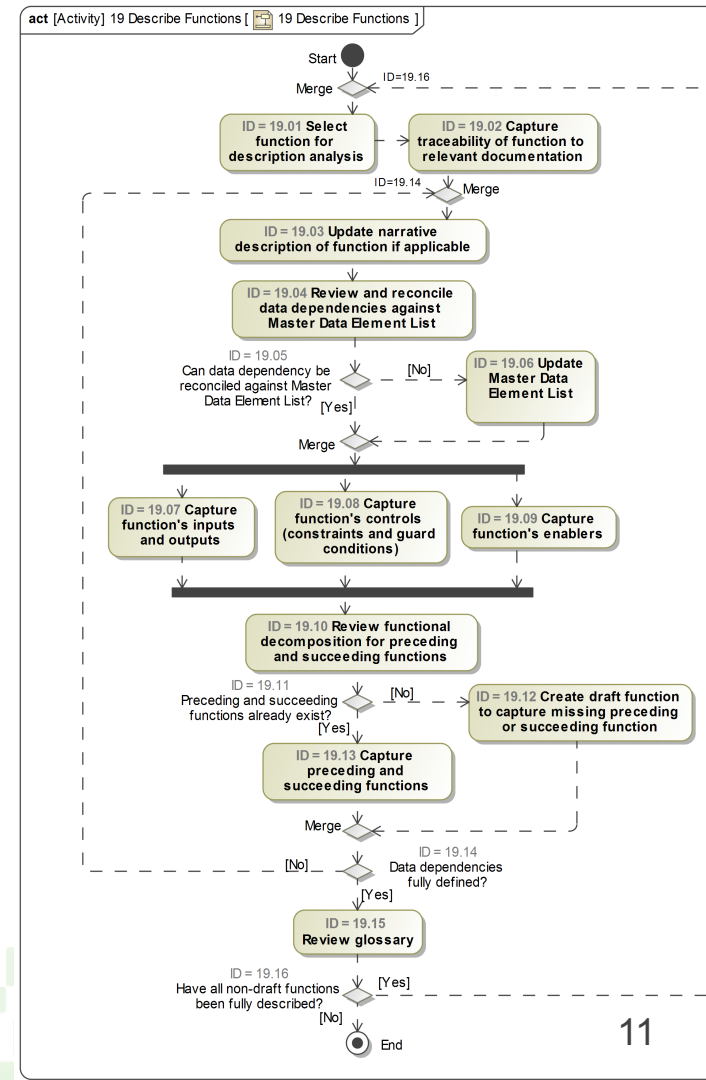 act [Activity] 19 Describe Functions [ 19 Describe Functions ]
Start
Merge
ID=19.16
ID = 19.01 Select
function for
description analysis
ID = 19.02 Capture
traceability of function to
relevant documentation
ID=19.14
Merge
ID = 19.03 Update narrative
description of function if applicable
ID = 19.04 Review and reconcile
data dependencies against
Master Data Element List
ID = 19.05
Can data dependency be
reconciled against Master
Data Element List?
[No]
[Yes]
ID = 19.06 Update
Master Data
Element List
Merge
ID = 19.07 Capture
function's inputs
and outputs
ID = 19.08 Capture
function's controls
(constraints and guard
conditions)
ID = 19.09 Capture
function's enablers
ID = 19.10 Review functional
decomposition for preceding
and succeeding functions
ID = 19.11
Preceding and succeeding
functions already exist?
[No]
[Yes]
ID = 19.12 Create draft function
to capture missing preceding
or succeeding function
ID = 19.13 Capture
preceding and
succeeding functions
Merge
ID = 19.14
Data dependencies
fully defined?
[No]
[Yes]
ID = 19.15
Review glossary
ID = 19.16
Have all non-draft functions
been fully described?
[Yes]
[No]
End
11